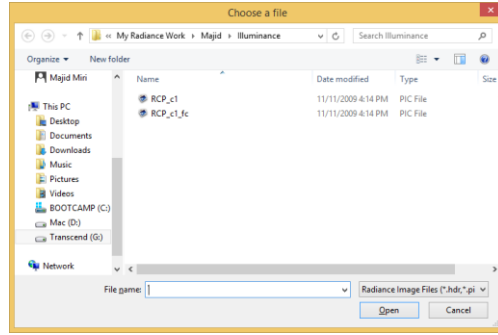 Choose a file
« My Radiance Work Majid Illuminance
Search Illuminance
Organize
New folder
Majid Miri
This PC
Desktop
Documents
Downloads
Music
Pictures
Videos
BOOTCAMP (C:)
Mac (D:)
Transcend (G:)
Network
Name Date modified Type Size
RCP_c1 11/11/2009 4:14 PM PIC File
RCP_c1_fc 11/11/2009 4:14 PM PIC File
File name:
Radiance Image Files (*.hdr,*.pi
Open Cancel